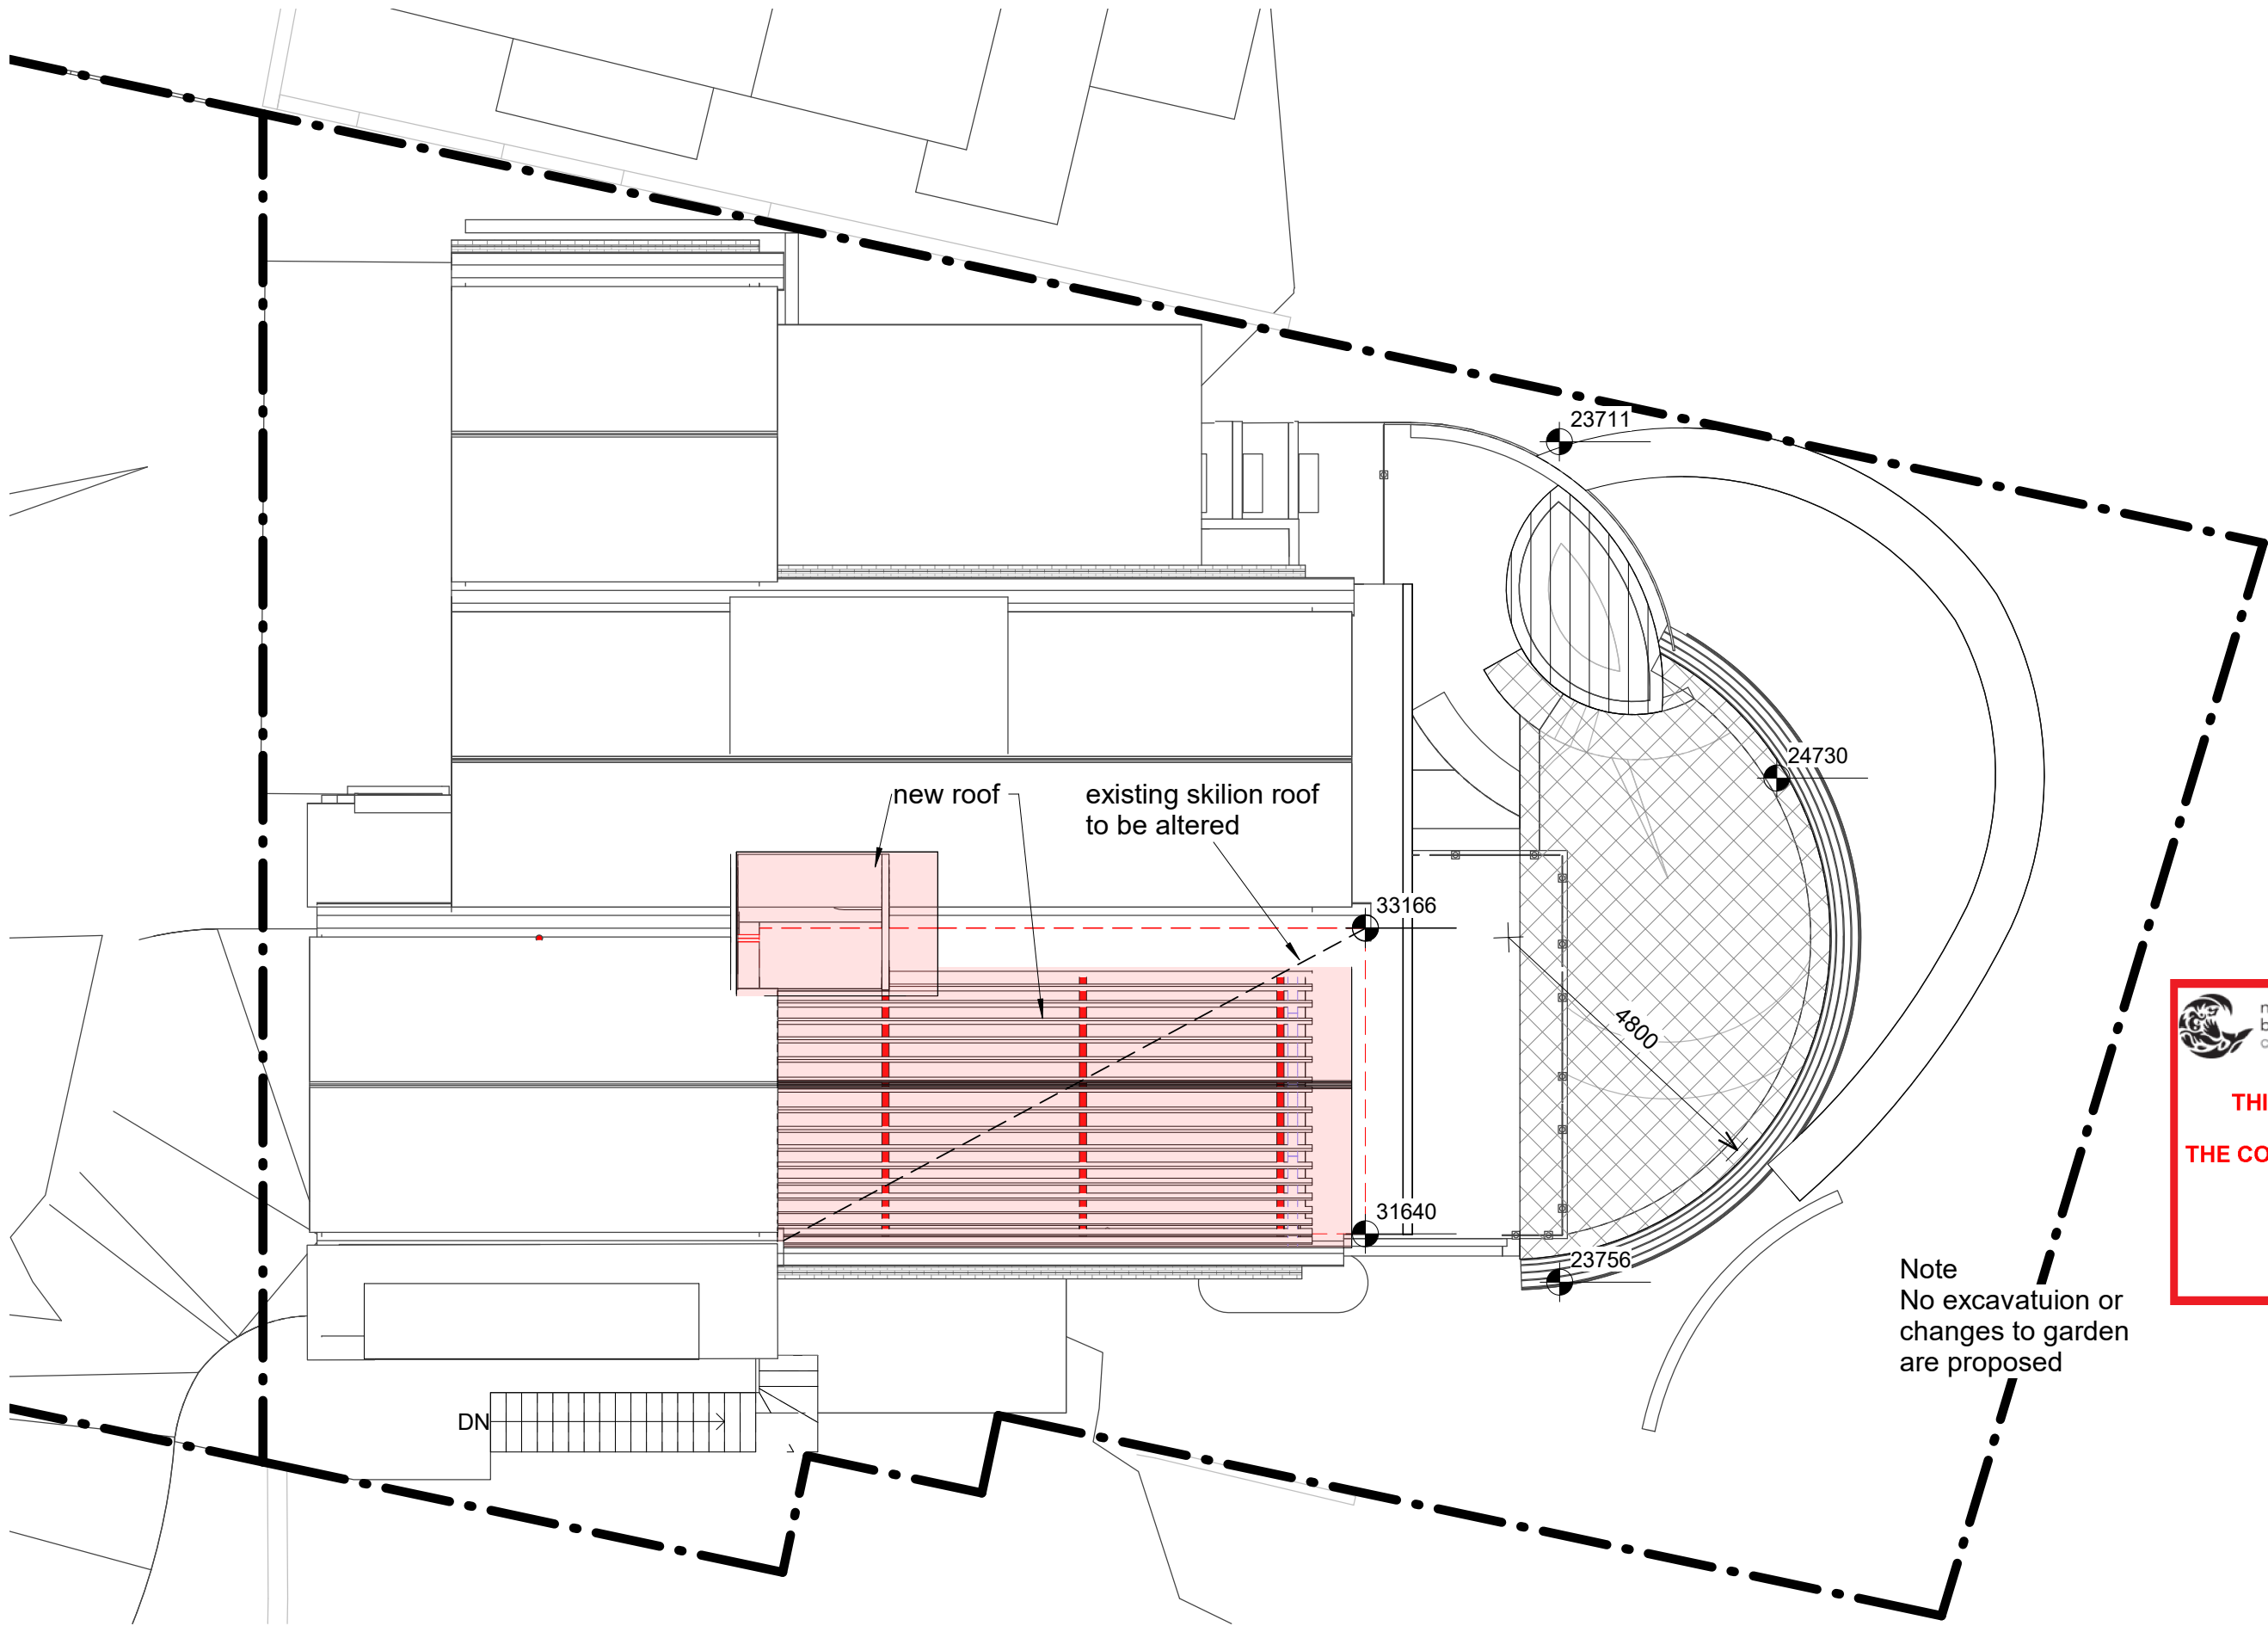 23711
24730
new roof
existing skilion roof
to be altered
33166
4800
THI
THE CO
31640
23756
Note
No excavatuion or
changes to garden
are proposed
DN